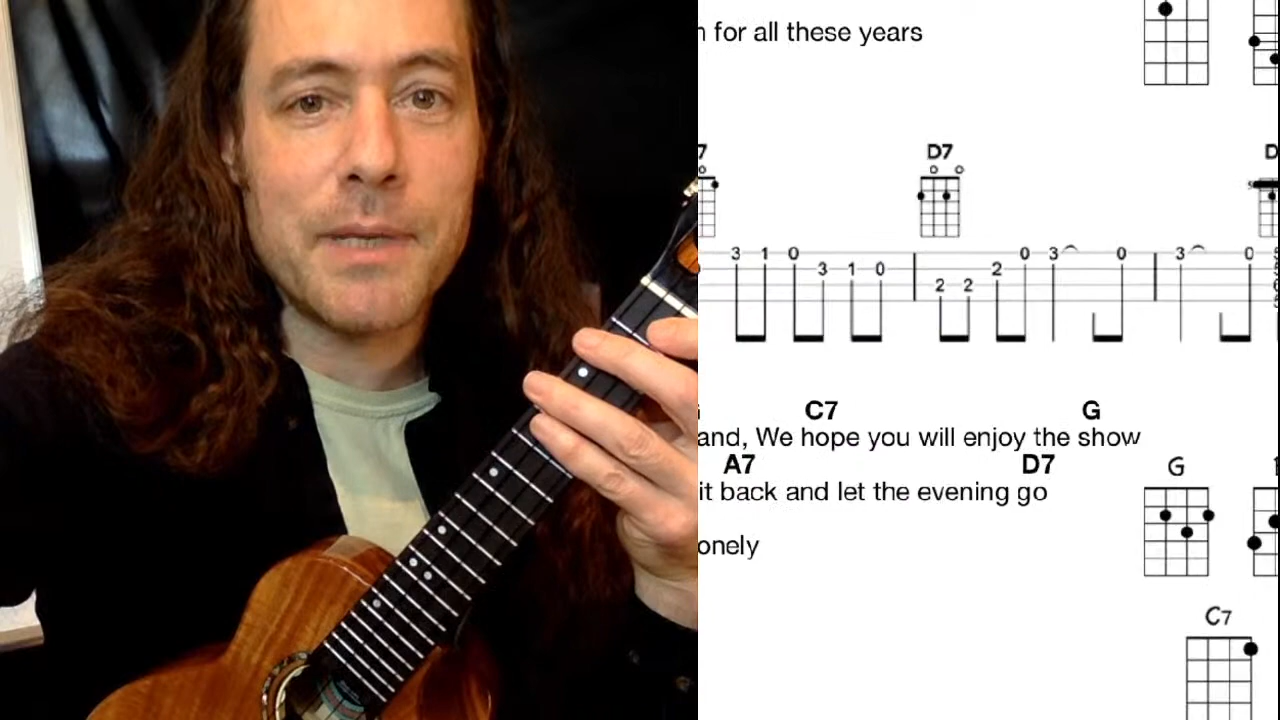 for all these years
7 D7 D
3 1 0 3 1 0 2 2 2 0 3 0 3 0
C7 G
and, We hope you will enjoy the show
A7 D7
it back and let the evening go
G
onely
C7